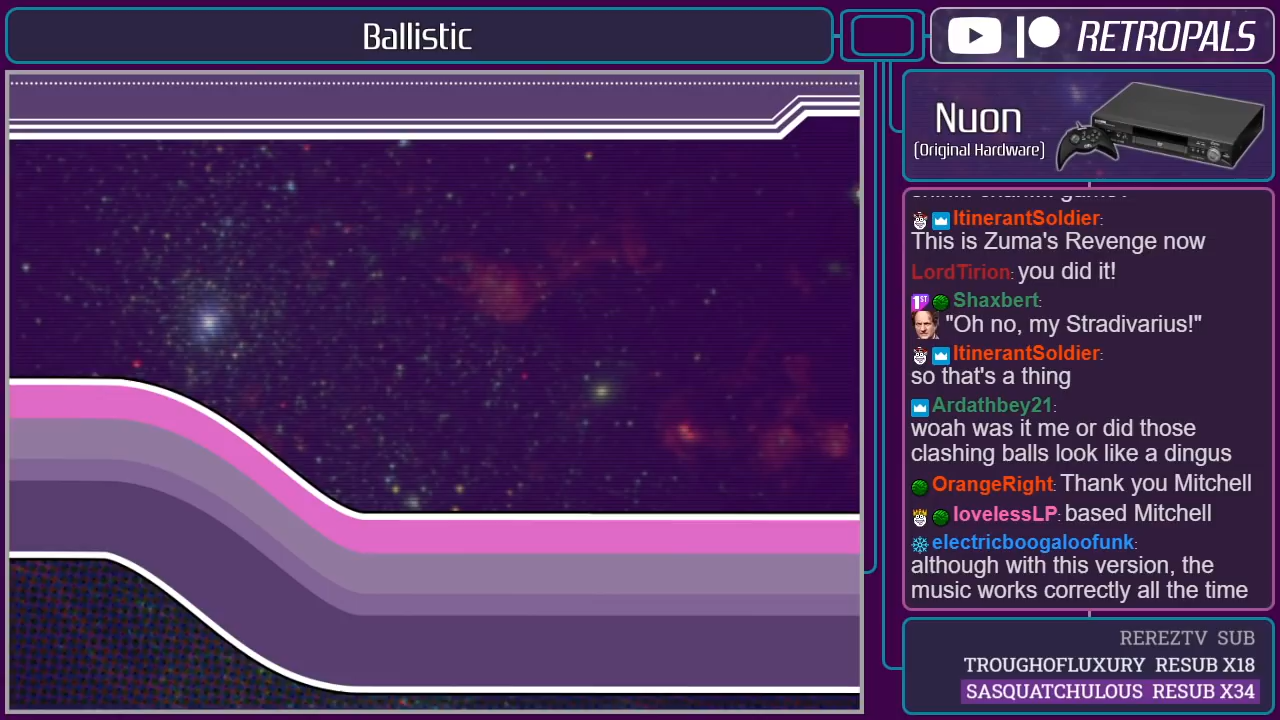 Ballistic
RETROPALS
Nuon
(Original Hardware)
ItinerantSoldier:
This is Zuma's Revenge now
LordTirion: you did it!
1ST Shaxbert:
"Oh no, my Stradivarius!"
ItinerantSoldier:
so that's a thing
Ardathbey21:
woah was it me or did those
clashing balls look like a dingus
OrangeRight: Thank you Mitchell
lovelessLP: based Mitchell
electricboogaloofunk:
although with this version, the
music works correctly all the time
REREZTV SUB
TROUGHOFLUXURY RESUB X18
SASQUATCHULOUS RESUB X34